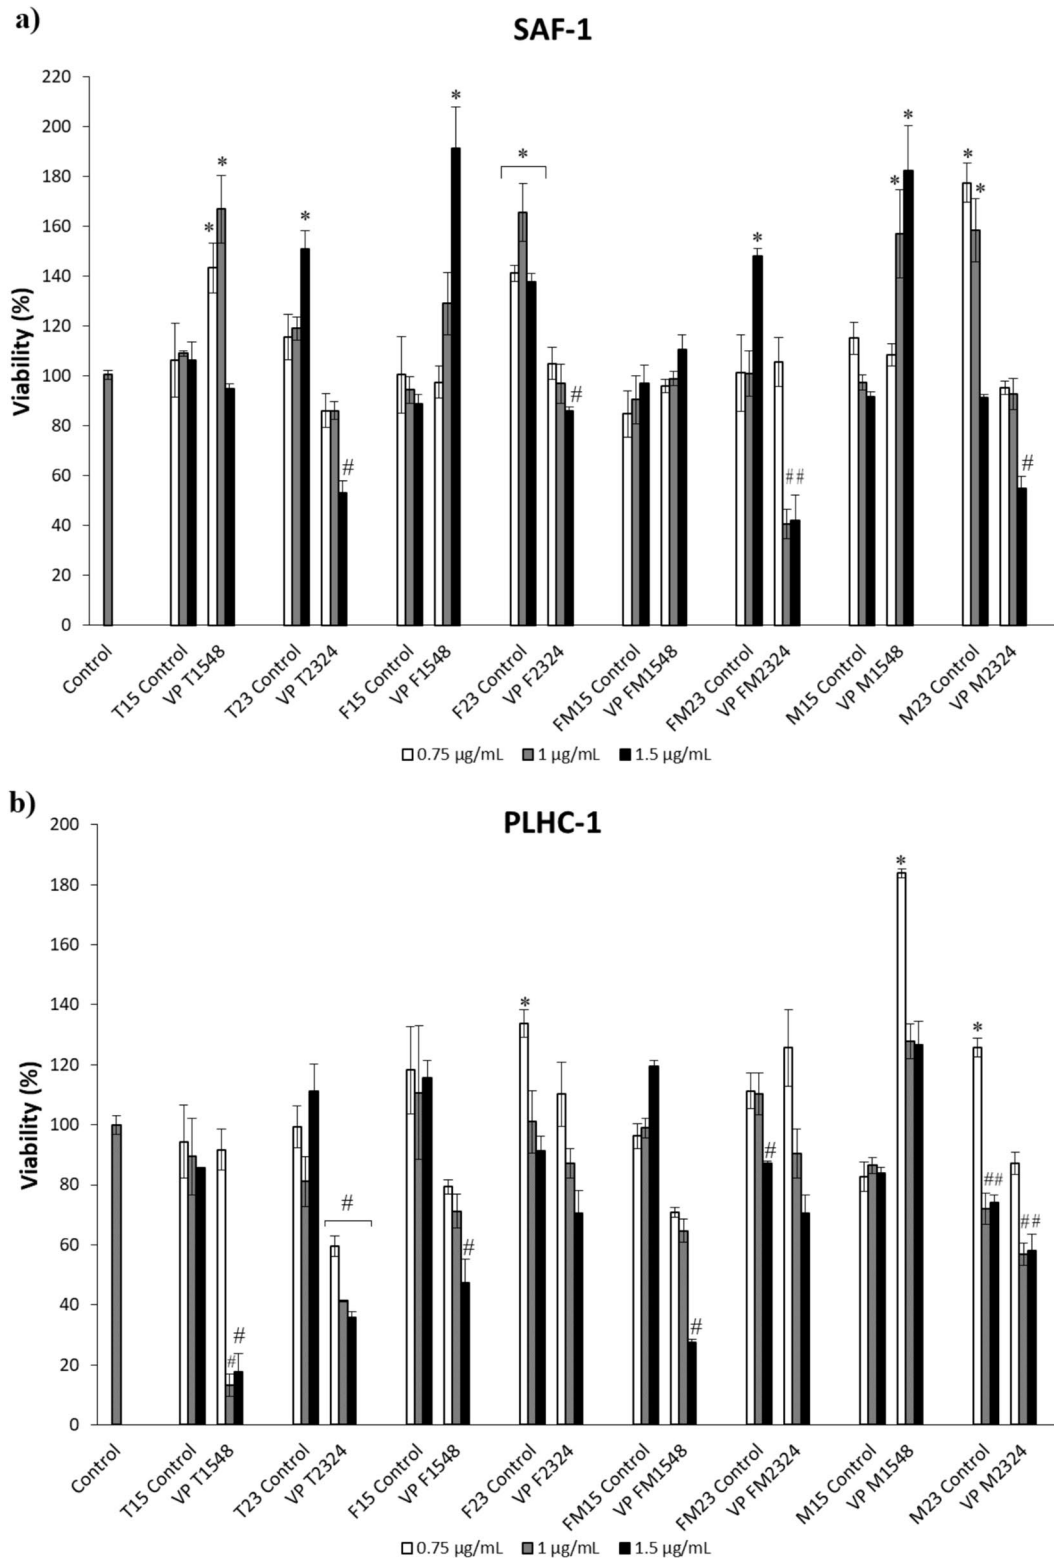 a)
SAF-1
Viability (%)
220
200
180
160
140
120
100
80
60
40
20
0
* * * * * * * * * * *
# # ## #
Control
T15 Control
VP T1548
T23 Control
VP T2324
F15 Control
VP F1548
F23 Control
VP F2324
FM15 Control
VP FM1548
FM23 Control
VP FM2324
M15 Control
VP M1548
M23 Control
VP M2324
0.75 µg/mL 1 µg/mL 1.5 µg/mL
b)
PLHC-1
Viability (%)
200
180
160
140
120
100
80
60
40
20
0
* * *
# # # # # # ## ##
Control
T15 Control
VP T1548
T23 Control
VP T2324
F15 Control
VP F1548
F23 Control
VP F2324
FM15 Control
VP FM1548
FM23 Control
VP FM2324
M15 Control
VP M1548
M23 Control
VP M2324
0.75 µg/mL 1 µg/mL 1.5 µg/mL